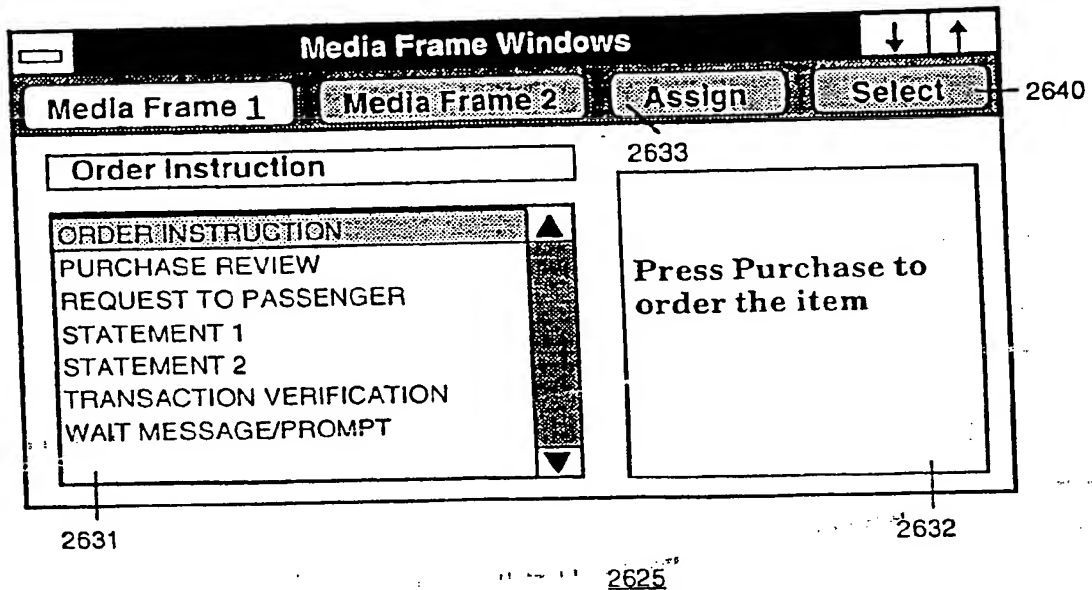 Media Frame Windows
Media Frame 1 Media Frame 2 Assign Select 2640
2633
Order Instruction
ORDER INSTRUCTION
PURCHASE REVIEW
REQUEST TO PASSENGER
STATEMENT 1
STATEMENT 2
TRANSACTION VERIFICATION
WAIT MESSAGE/PROMPT
Press Purchase to
order the item
2631 2632
2625